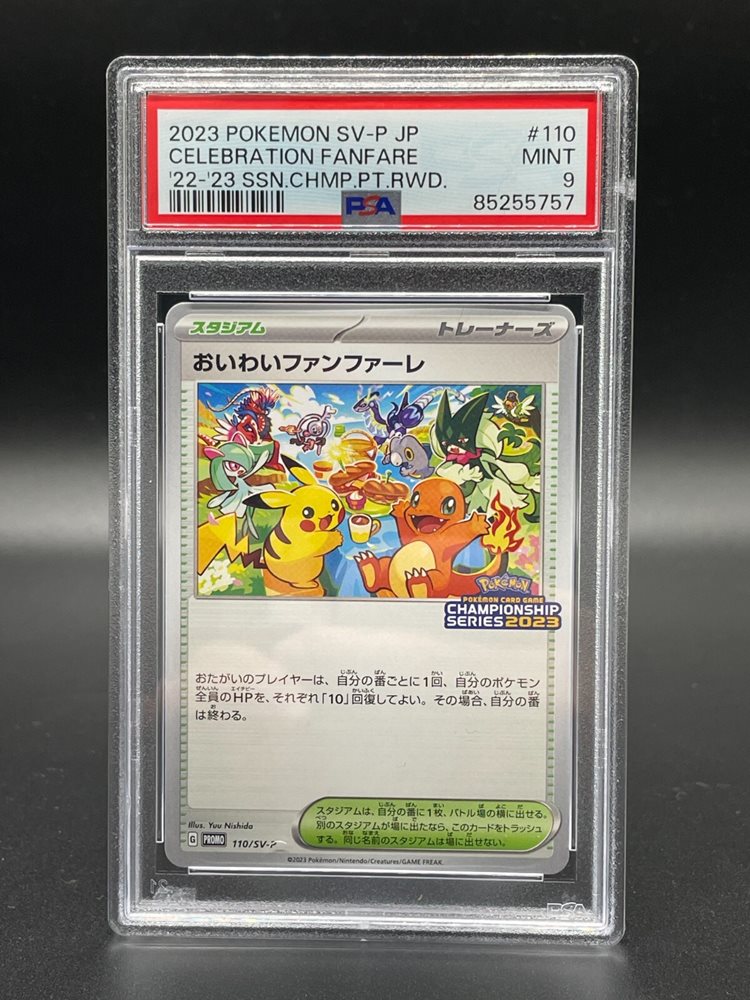 2023 POKEMON SV-P JP #110
CELEBRATION FANFARE MINT
'22-'23 SSN.CHMP.PT.RWD. 9
PSA 85255757
スタジアム トレーナーズ
おいわいファンファーレ
POKÉMON
POKÉMON CARD GAME
CHAMPIONSHIP
SERIES 2023
おたがいのプレイヤーは、自分の番ごとに1回、自分のポケモン
全員のHPを、それぞれ「10」回復してよい。その場合、自分の番
は終わる。
スタジアムは、自分の番に1枚、バトル場の横に出せる。
別のスタジアムが場に出たなら、このカードをトラッシュ
する。同じ名前のスタジアムは場に出せない。
Illus. Yuu Nishida
G PROMO 110/SV-P
©2023 Pokémon/Nintendo/Creatures/GAME FREAK.
PSA